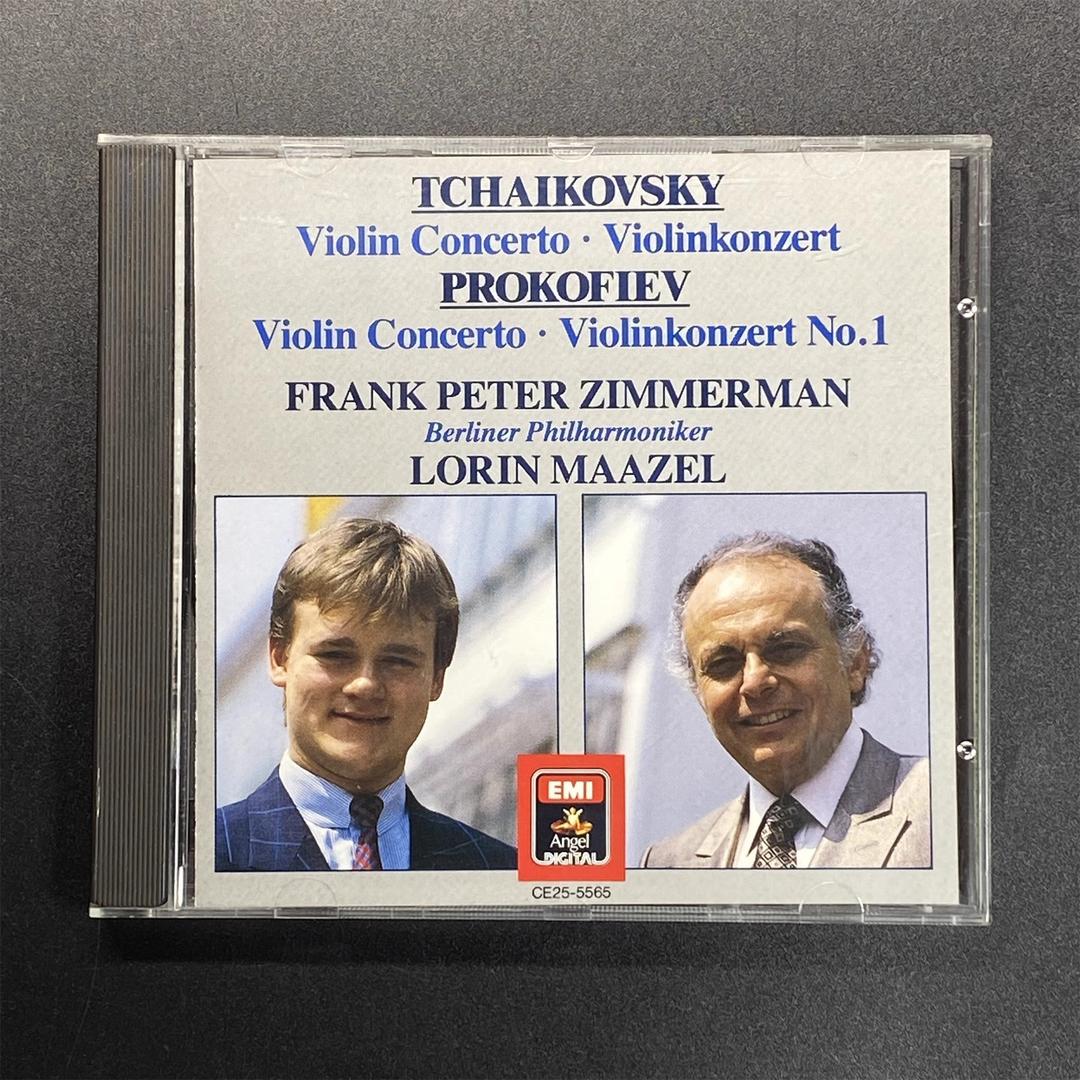 TCHAIKOVSKY
Violin Concerto · Violinkonzert
PROKOFIEV
Violin Concerto · Violinkonzert No.1
FRANK PETER ZIMMERMAN
Berliner Philharmoniker
LORIN MAAZEL
EMI
Angel
DIGITAL
CE25-5565